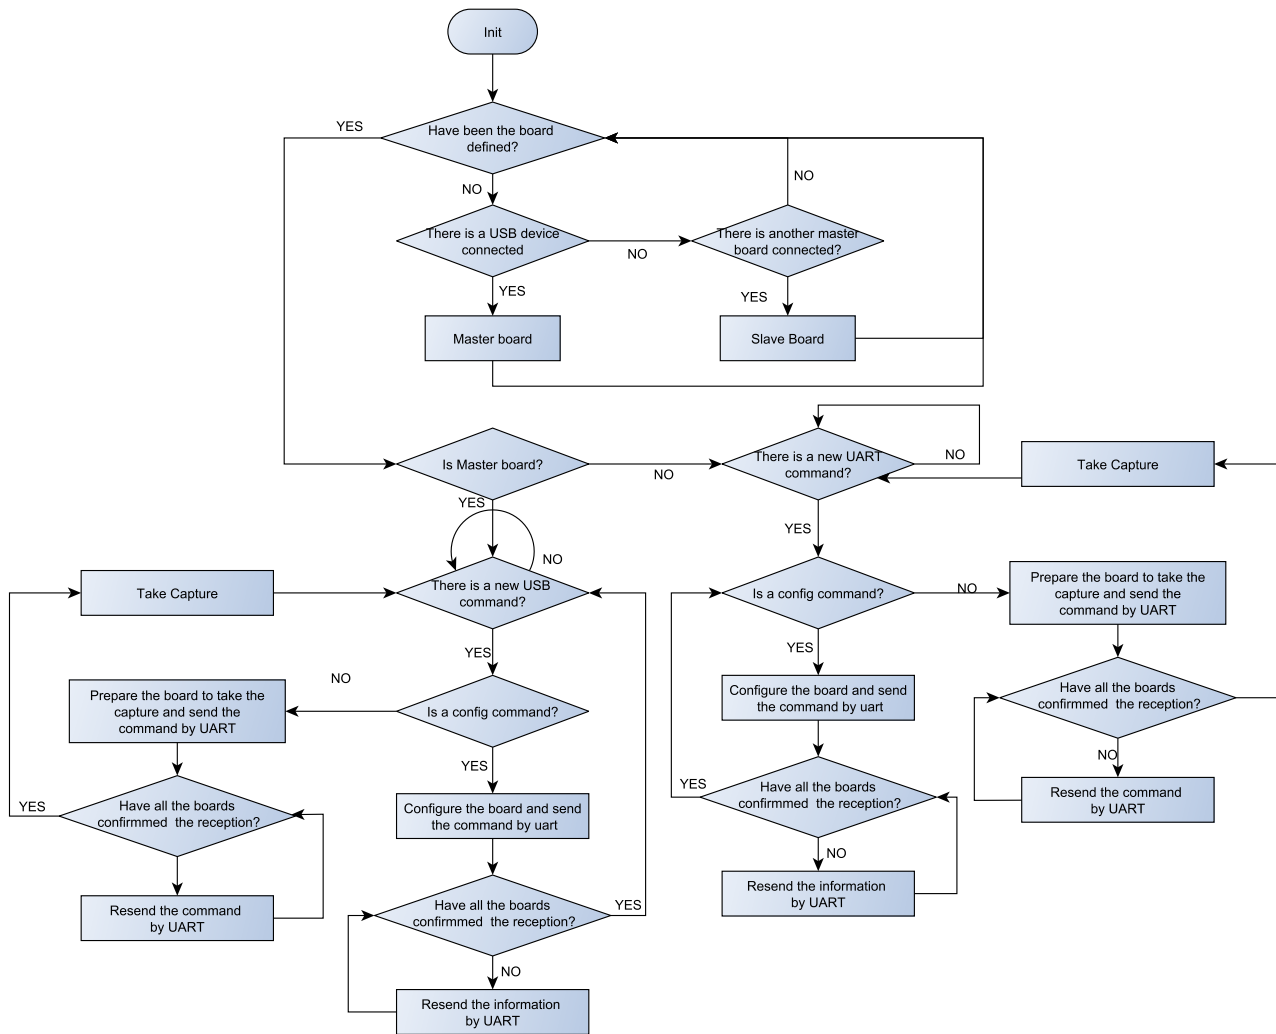 Init
YES
Have been the board
defined?
NO
NO
There is a USB device
connected
NO
There is another master
board connected?
YES
YES
Master board
Slave Board
Is Master board?
NO
There is a new UART
command?
NO
Take Capture
YES
YES
NO
Take Capture
There is a new USB
command?
Is a config command?
NO
Prepare the board to take the
capture and send the
command by UART
YES
YES
NO
Prepare the board to take the
capture and send the
command by UART
Is a config command?
Configure the board and send
the command by uart
Have all the boards
confirmmed the reception?
YES
NO
YES
YES
Have all the boards
confirmmed the reception?
Configure the board and send
the command by uart
Have all the boards
confirmmed the reception?
Resend the command
by UART
NO
Resend the command
by UART
Have all the boards
confirmmed the reception?
YES
Resend the information
by UART
NO
Resend the information
by UART